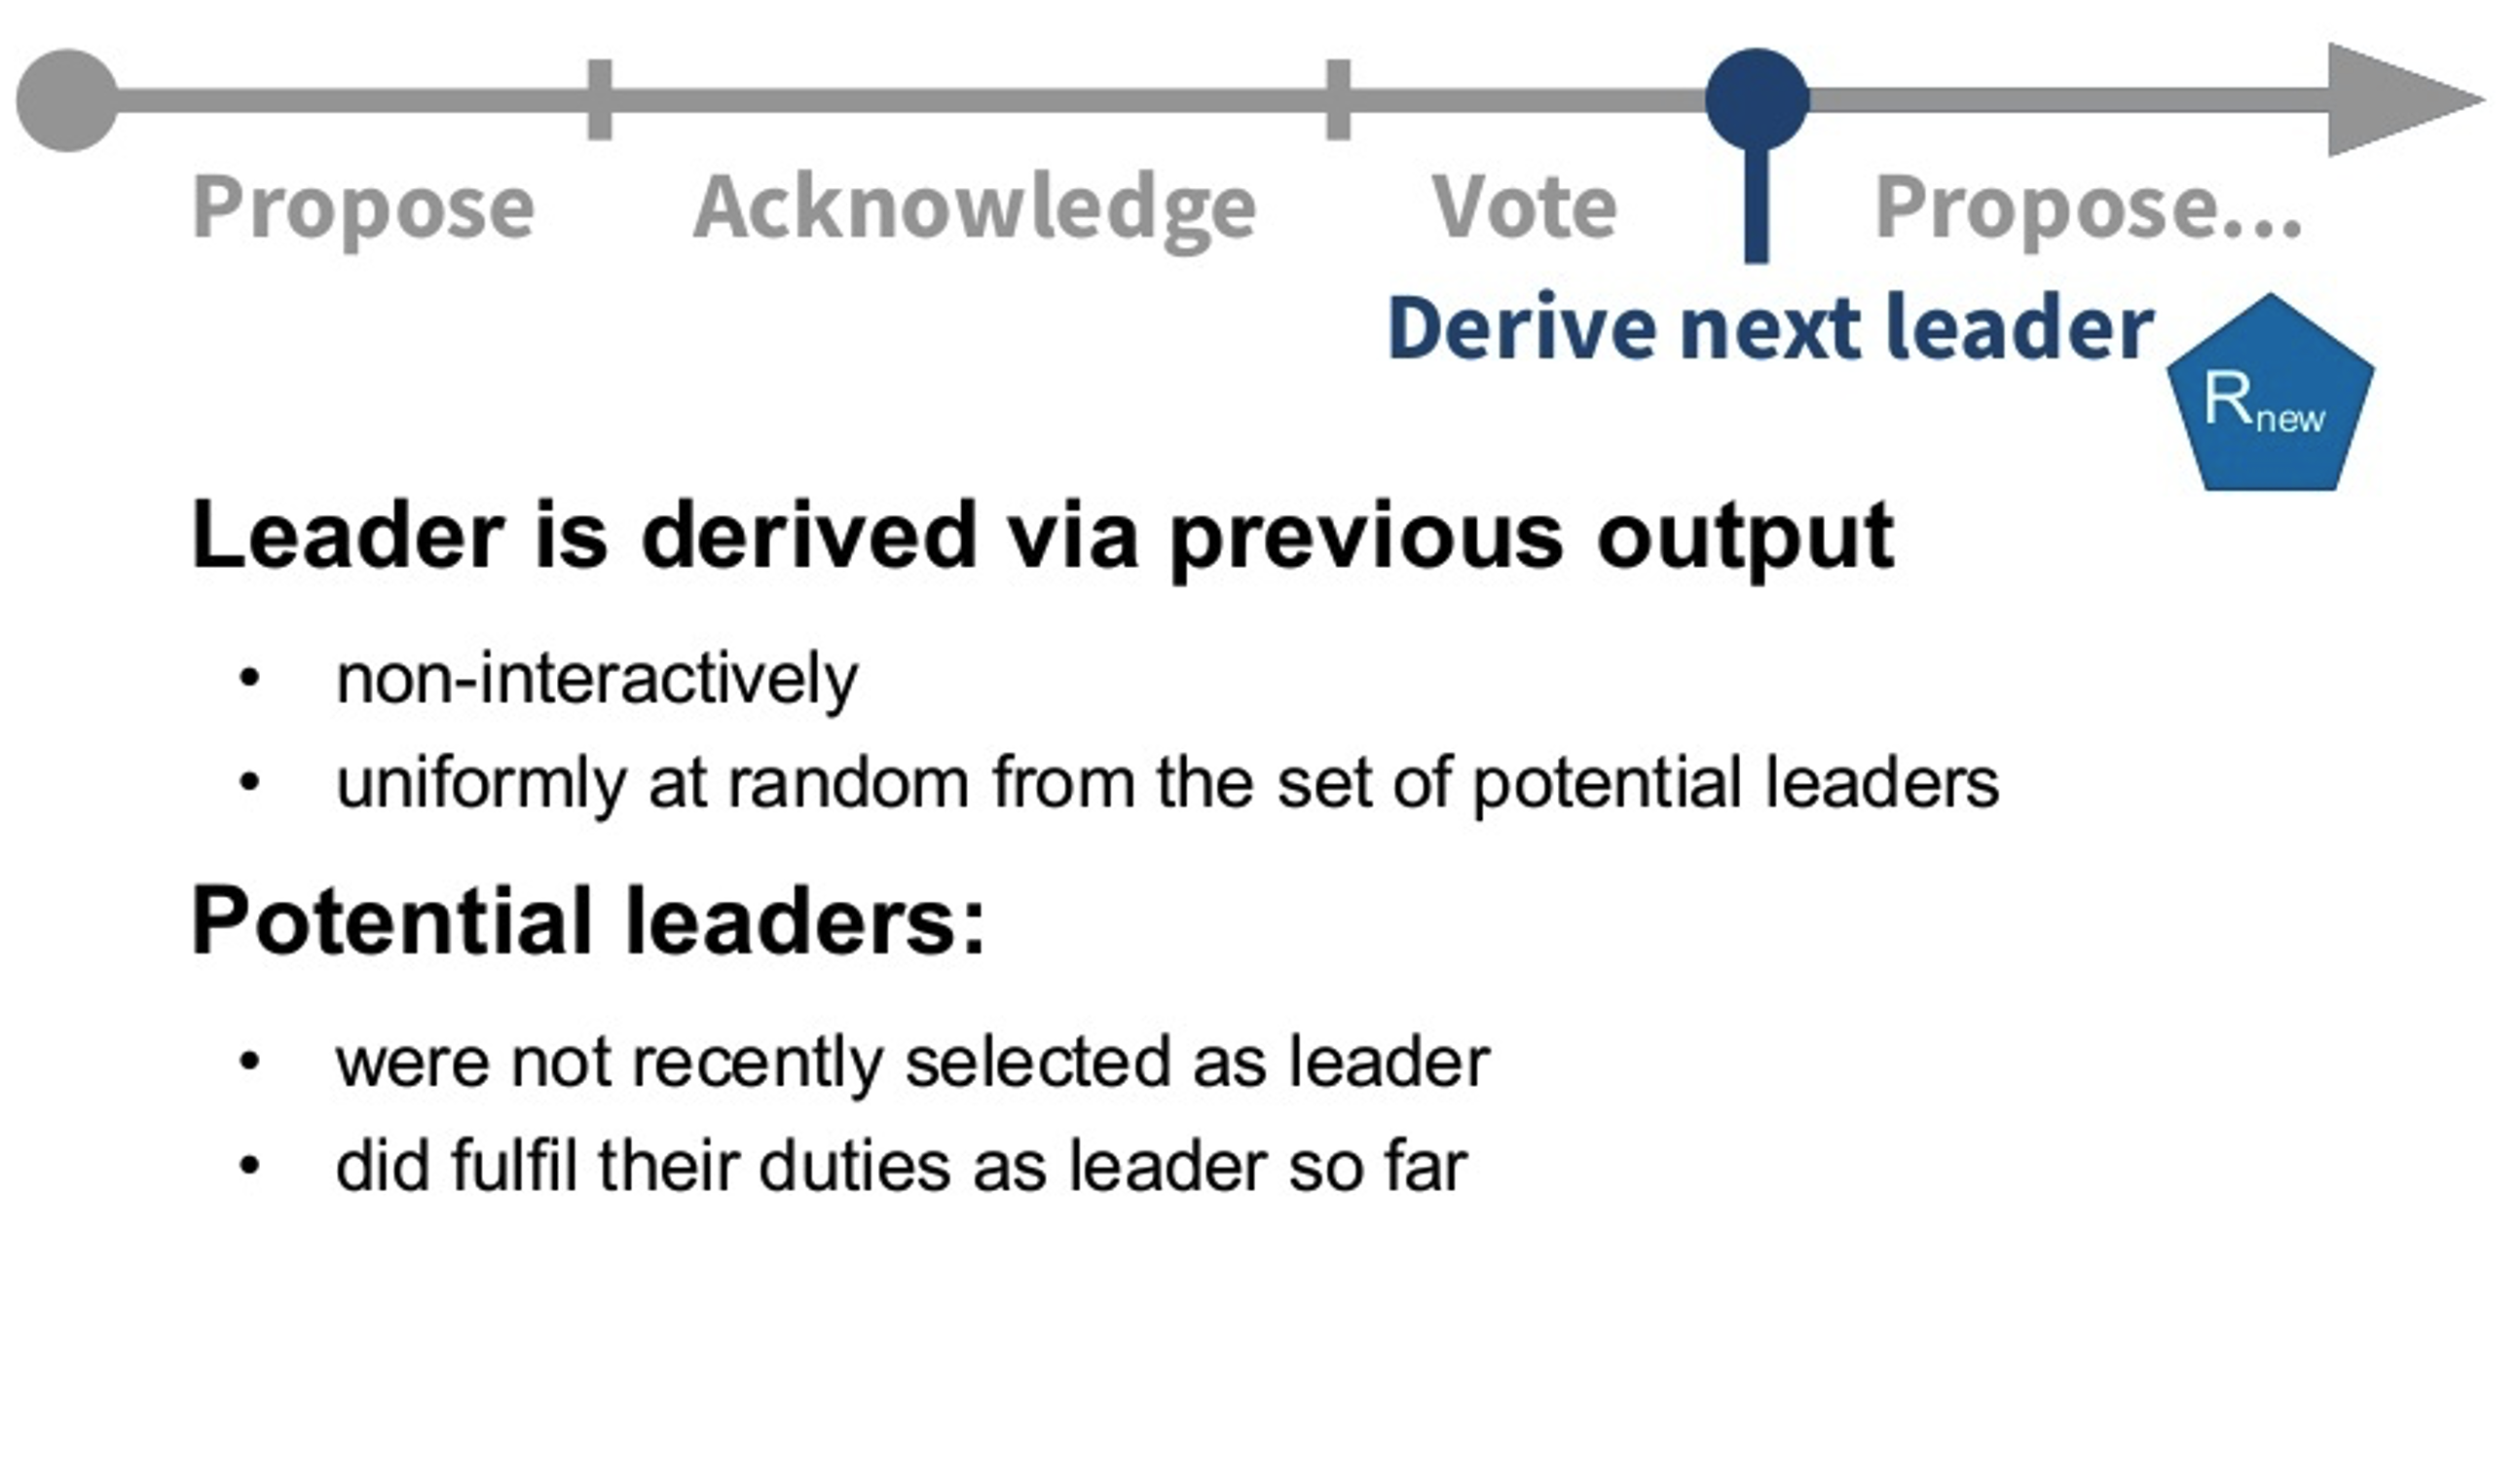 Propose Acknowledge Vote Propose...
Derive next leader
Rnew
Leader is derived via previous output
• non-interactively
• uniformly at random from the set of potential leaders
Potential leaders:
• were not recently selected as leader
• did fulfil their duties as leader so far